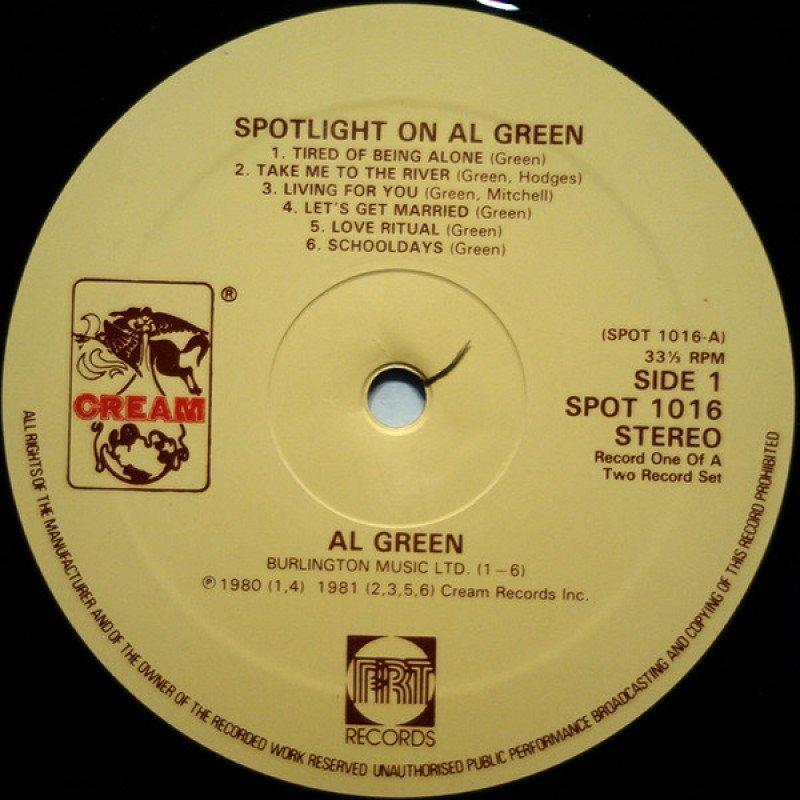 SPOTLIGHT ON AL GREEN
1. TIRED OF BEING ALONE (Green)
2. TAKE ME TO THE RIVER (Green, Hodges)
3. LIVING FOR YOU (Green, Mitchell)
4. LET'S GET MARRIED (Green)
5. LOVE RITUAL (Green)
6. SCHOOLDAYS (Green)
®
CREAM
(SPOT 1016-A)
33⅓ RPM
SIDE 1
SPOT 1016
STEREO
Record One Of A
Two Record Set
AL GREEN
BURLINGTON MUSIC LTD. (1–6)
℗ 1980 (1,4) 1981 (2,3,5,6) Cream Records Inc.
PRT
RECORDS
ALL RIGHTS OF THE MANUFACTURER AND OF THE OWNER OF THE RECORDED WORK RESERVED UNAUTHORISED PUBLIC PERFORMANCE BROADCASTING AND COPYING OF THIS RECORD PROHIBITED